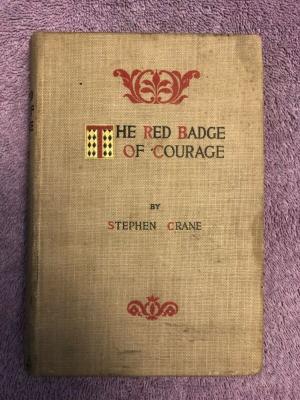 THE RED BADGE
OF COURAGE
BY
STEPHEN CRANE